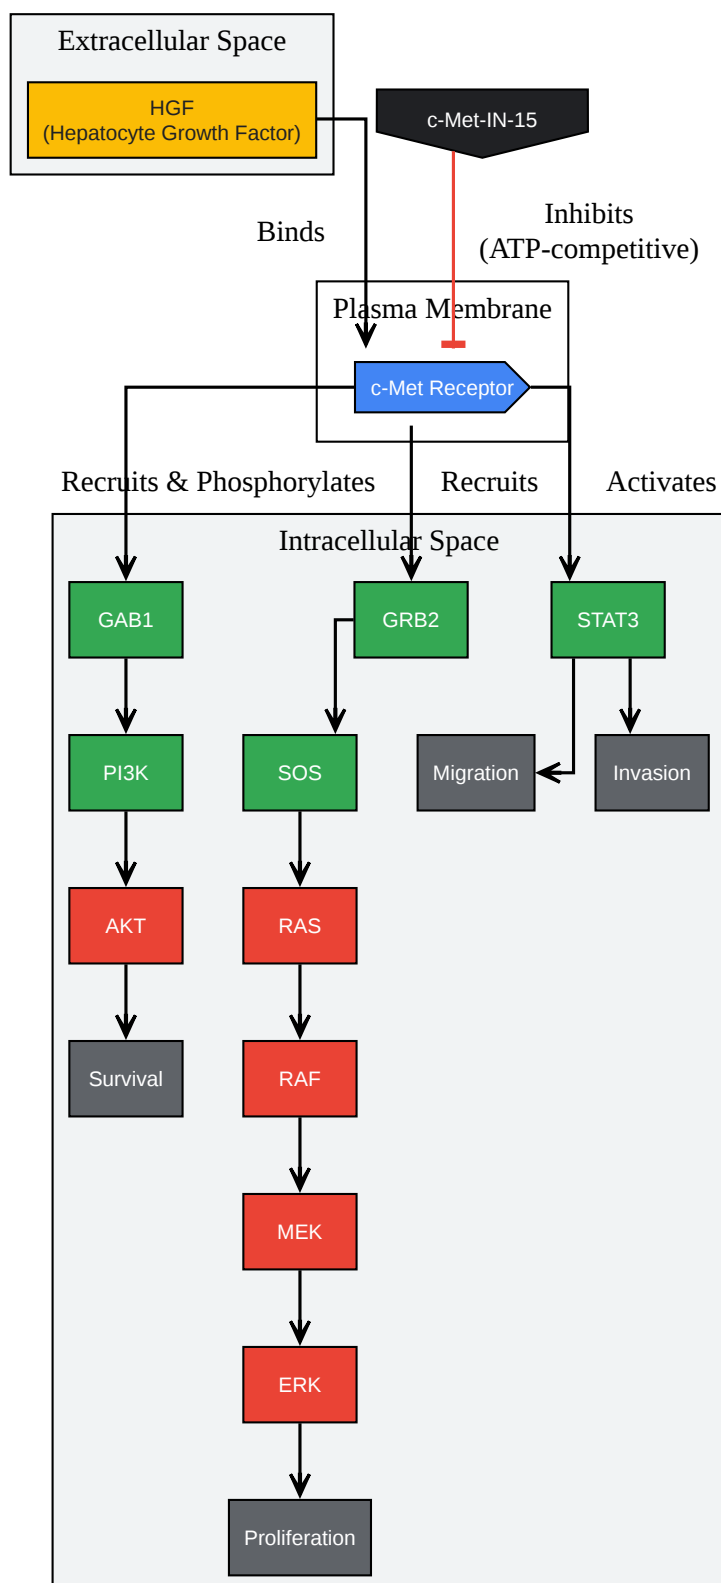 Extracellular Space
HGF
(Hepatocyte Growth Factor)
c-Met-IN-15
Binds
Inhibits
(ATP-competitive)
Plasma Membrane
c-Met Receptor
Recruits & Phosphorylates
Recruits
Activates
Intracellular Space
GAB1
GRB2
STAT3
PI3K
SOS
Migration
Invasion
AKT
RAS
Survival
RAF
MEK
ERK
Proliferation